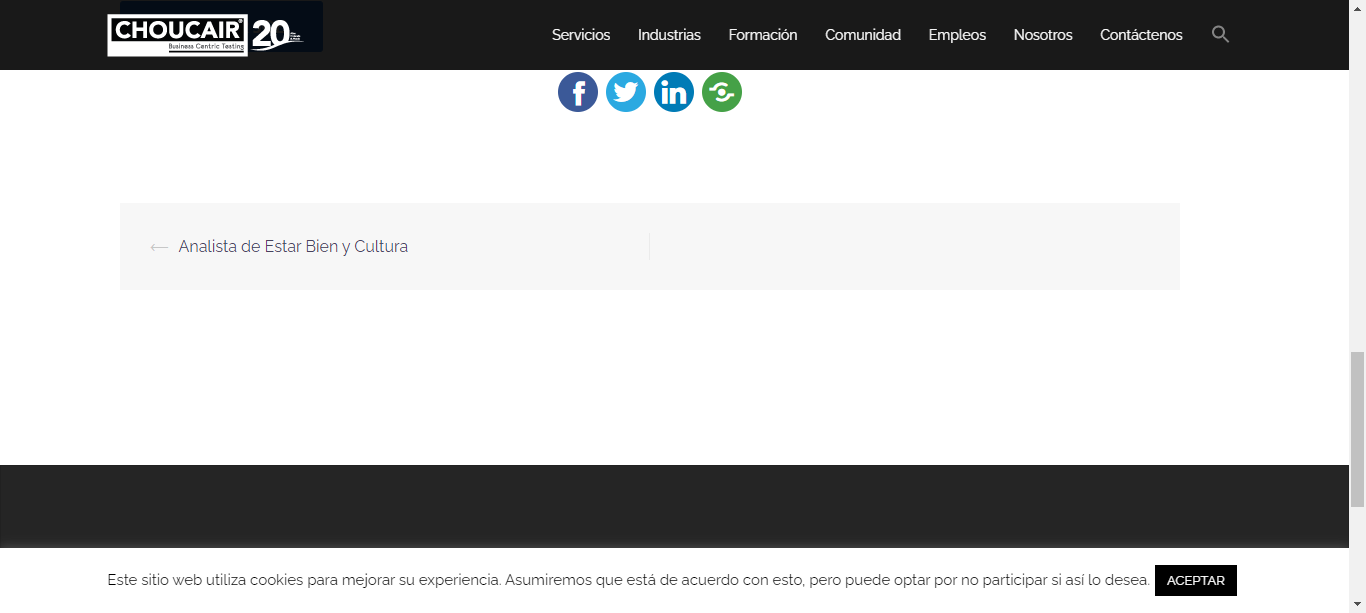 CHOUCAIR
Business Centric Testing
20
Servicios Industrias Formación Comunidad Empleos Nosotros Contáctenos
Analista de Estar Bien y Cultura
Este sitio web utiliza cookies para mejorar su experiencia. Asumiremos que está de acuerdo con esto, pero puede optar por no participar si así lo desea. ACEPTAR